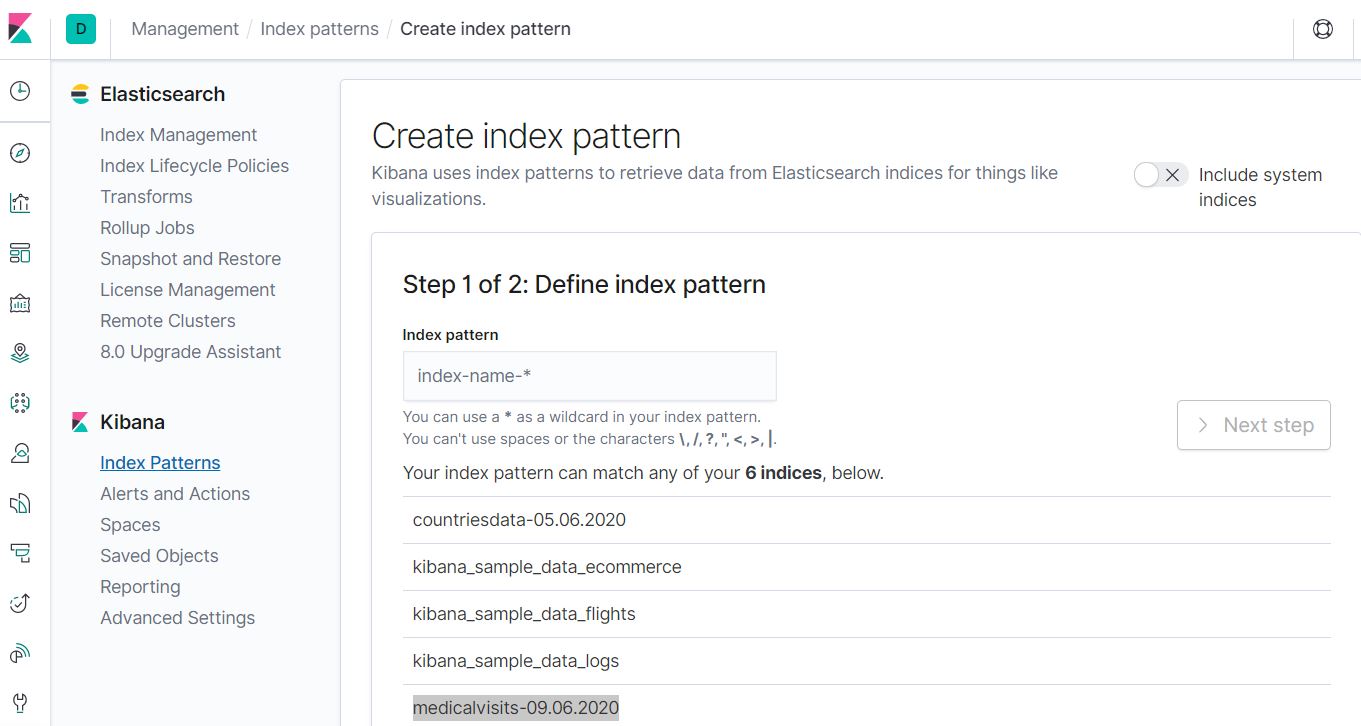 D Management / Index patterns / Create index pattern
Elasticsearch
Index Management
Index Lifecycle Policies
Transforms
Rollup Jobs
Snapshot and Restore
License Management
Remote Clusters
8.0 Upgrade Assistant
Kibana
Index Patterns
Alerts and Actions
Spaces
Saved Objects
Reporting
Advanced Settings
Create index pattern
Kibana uses index patterns to retrieve data from Elasticsearch indices for things like
visualizations.
Include system
indices
Step 1 of 2: Define index pattern
Index pattern
index-name-*
You can use a * as a wildcard in your index pattern.
You can't use spaces or the characters \, /, ?, ", <, >, |.
Next step
Your index pattern can match any of your 6 indices, below.
countriesdata-05.06.2020
kibana_sample_data_ecommerce
kibana_sample_data_flights
kibana_sample_data_logs
medicalvisits-09.06.2020